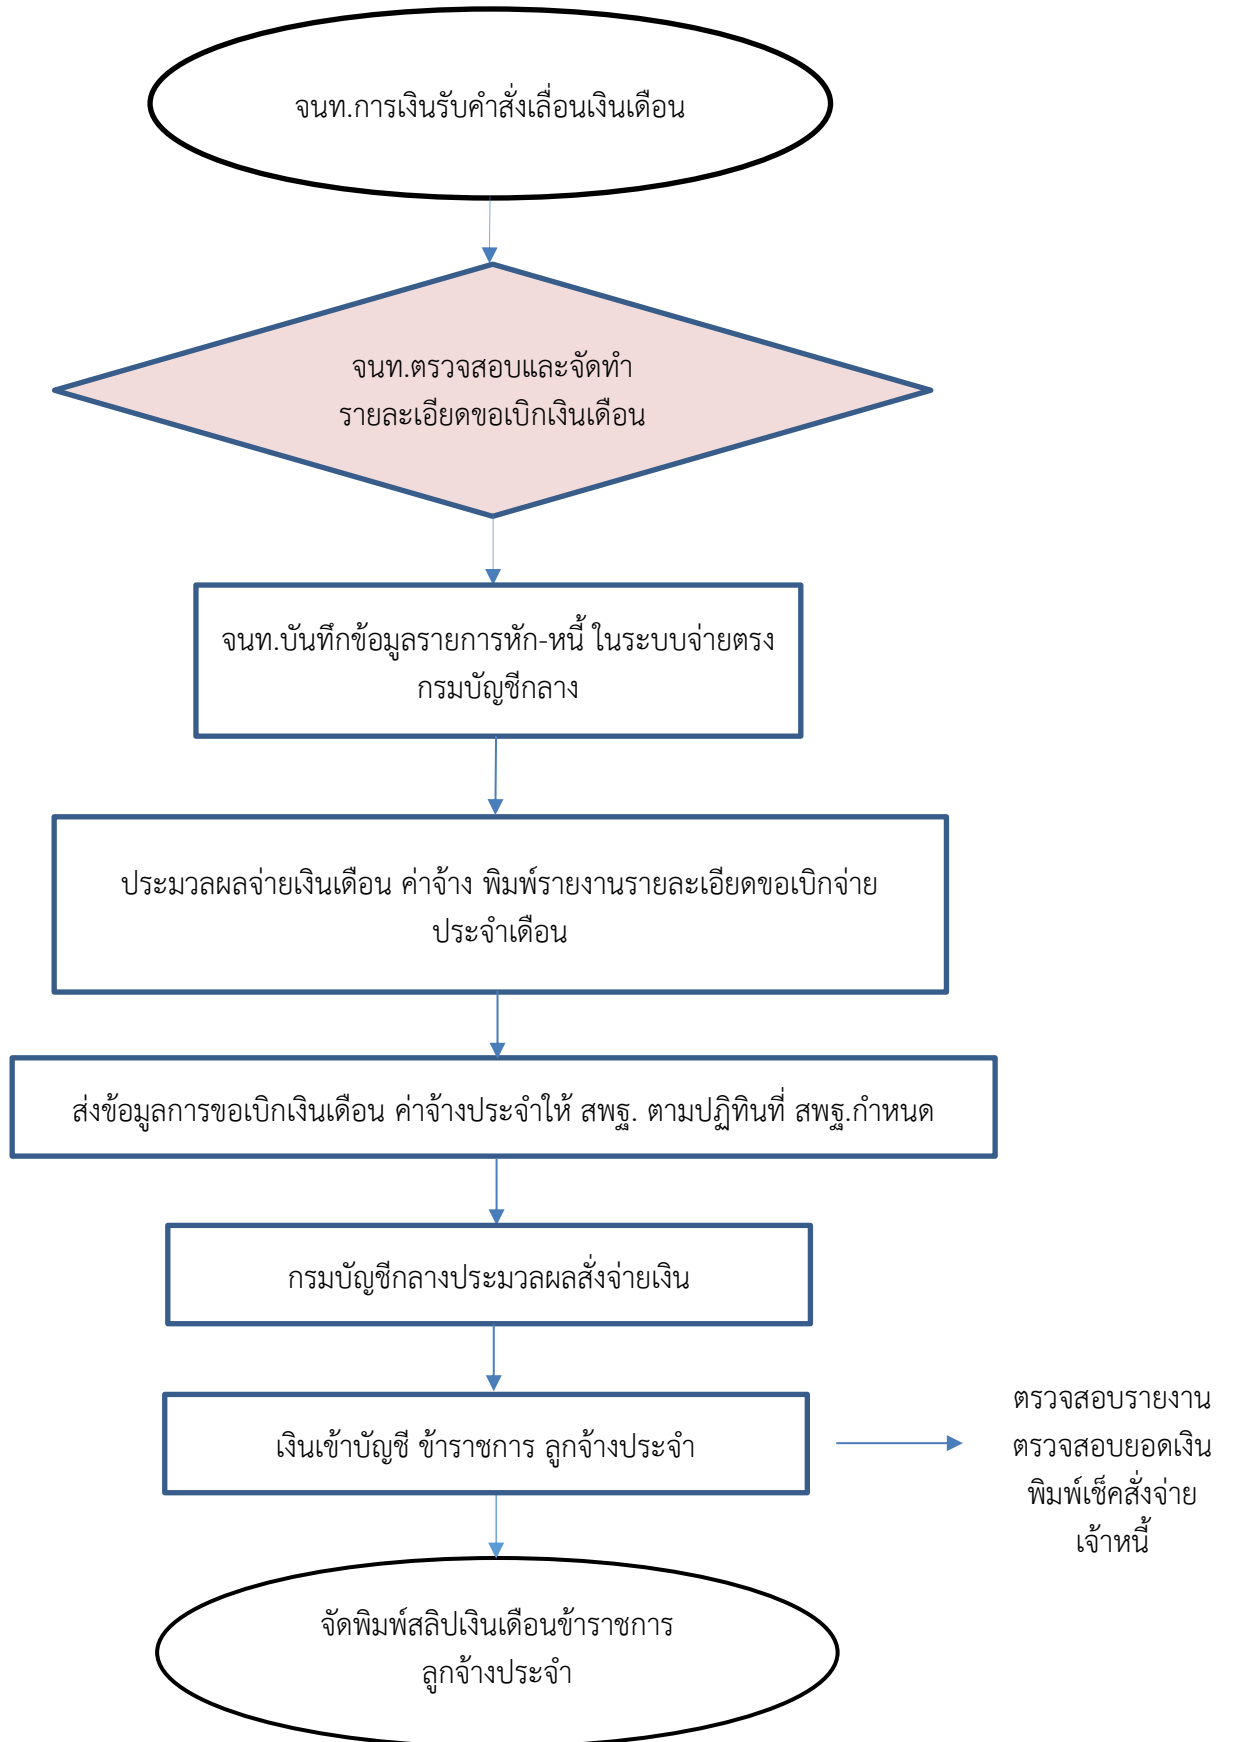 จนท.การเงินรับคำสั่งเลื่อนเงินเดือน
จนท.ตรวจสอบและจัดทำ
รายละเอียดขอเบิกเงินเดือน
จนท.บันทึกข้อมูลรายการหัก-หนี้ ในระบบจ่ายตรง
กรมบัญชีกลาง
ประมวลผลจ่ายเงินเดือน ค่าจ้าง พิมพ์รายงานรายละเอียดขอเบิกจ่าย
ประจำเดือน
ส่งข้อมูลการขอเบิกเงินเดือน ค่าจ้างประจำให้ สพฐ. ตามปฏิทินที่ สพฐ.กำหนด
กรมบัญชีกลางประมวลผลสั่งจ่ายเงิน
เงินเข้าบัญชี ข้าราชการ ลูกจ้างประจำ
ตรวจสอบรายงาน
ตรวจสอบยอดเงิน
พิมพ์เช็คสั่งจ่าย
เจ้าหนี้
จัดพิมพ์สลิปเงินเดือนข้าราชการ
ลูกจ้างประจำ